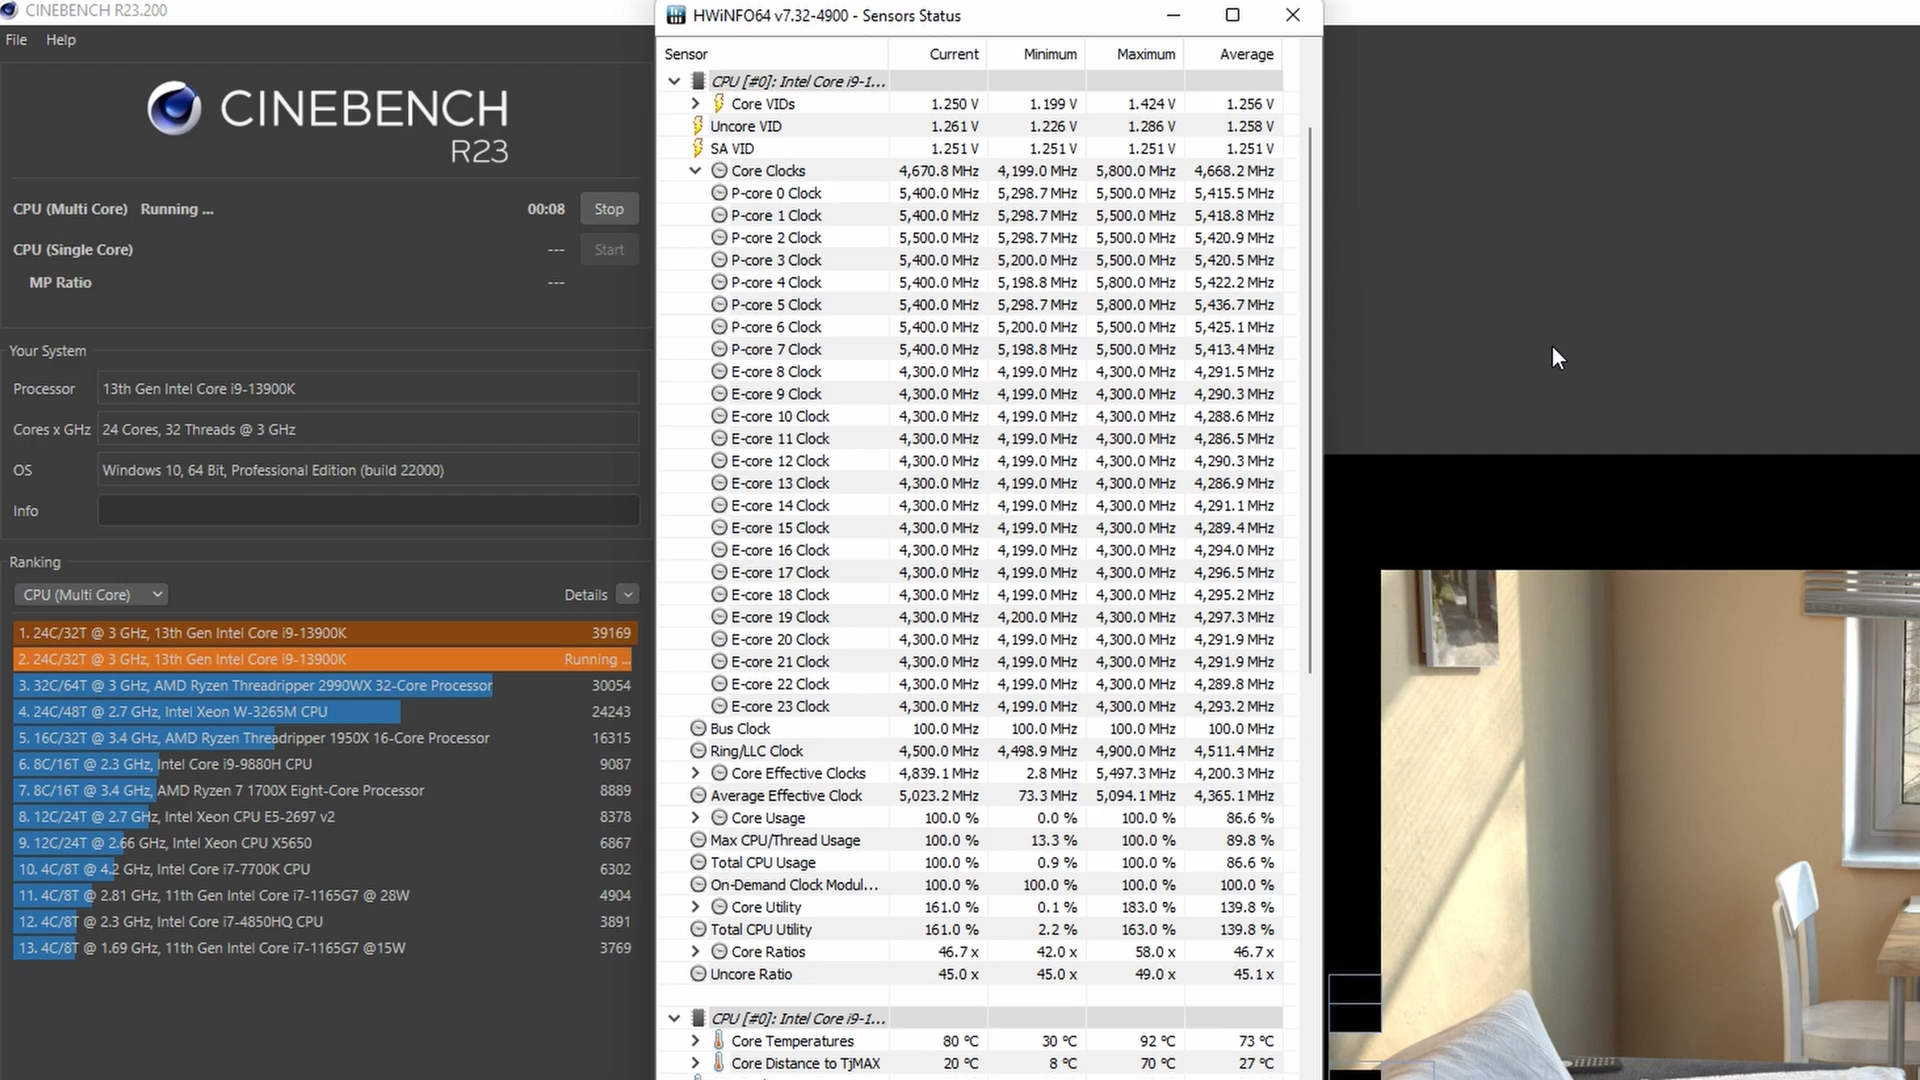 CINEBENCH R23.200
File Help
CINEBENCH
R23
CPU (Multi Core) Running ... 00:08 Stop
CPU (Single Core) --- Start
MP Ratio ---
Your System
Processor 13th Gen Intel Core i9-13900K
Cores x GHz 24 Cores, 32 Threads @ 3 GHz
OS Windows 10, 64 Bit, Professional Edition (build 22000)
Info
Ranking
CPU (Multi Core) Details
1. 24C/32T @ 3 GHz, 13th Gen Intel Core i9-13900K 39169
2. 24C/32T @ 3 GHz, 13th Gen Intel Core i9-13900K Running ...
3. 32C/64T @ 3 GHz, AMD Ryzen Threadripper 2990WX 32-Core Processor 30054
4. 24C/48T @ 2.7 GHz, Intel Xeon W-3265M CPU 24243
5. 16C/32T @ 3.4 GHz, AMD Ryzen Threadripper 1950X 16-Core Processor 16315
6. 8C/16T @ 2.3 GHz, Intel Core i9-9880H CPU 9087
7. 8C/16T @ 3.4 GHz, AMD Ryzen 7 1700X Eight-Core Processor 8889
8. 12C/24T @ 2.7 GHz, Intel Xeon CPU E5-2697 v2 8378
9. 12C/24T @ 2.66 GHz, Intel Xeon CPU X5650 6867
10. 4C/8T @ 4.2 GHz, Intel Core i7-7700K CPU 6302
11. 4C/8T @ 2.81 GHz, 11th Gen Intel Core i7-1165G7 @ 28W 4904
12. 4C/8T @ 2.3 GHz, Intel Core i7-4850HQ CPU 3891
13. 4C/8T @ 1.69 GHz, 11th Gen Intel Core i7-1165G7 @15W 3769
HWiNFO64 v7.32-4900 - Sensors Status
Sensor Current Minimum Maximum Average
CPU [#0]: Intel Core i9-1...
Core VIDs 1.250 V 1.199 V 1.424 V 1.256 V
Uncore VID 1.261 V 1.226 V 1.286 V 1.258 V
SA VID 1.251 V 1.251 V 1.251 V 1.251 V
Core Clocks 4,670.8 MHz 4,199.0 MHz 5,800.0 MHz 4,668.2 MHz
P-core 0 Clock 5,400.0 MHz 5,298.7 MHz 5,500.0 MHz 5,415.5 MHz
P-core 1 Clock 5,400.0 MHz 5,298.7 MHz 5,500.0 MHz 5,418.8 MHz
P-core 2 Clock 5,500.0 MHz 5,298.7 MHz 5,500.0 MHz 5,420.9 MHz
P-core 3 Clock 5,400.0 MHz 5,200.0 MHz 5,500.0 MHz 5,420.5 MHz
P-core 4 Clock 5,400.0 MHz 5,198.8 MHz 5,800.0 MHz 5,422.2 MHz
P-core 5 Clock 5,400.0 MHz 5,298.7 MHz 5,800.0 MHz 5,436.7 MHz
P-core 6 Clock 5,400.0 MHz 5,200.0 MHz 5,500.0 MHz 5,425.1 MHz
P-core 7 Clock 5,400.0 MHz 5,198.8 MHz 5,500.0 MHz 5,413.4 MHz
E-core 8 Clock 4,300.0 MHz 4,199.0 MHz 4,300.0 MHz 4,291.5 MHz
E-core 9 Clock 4,300.0 MHz 4,199.0 MHz 4,300.0 MHz 4,290.3 MHz
E-core 10 Clock 4,300.0 MHz 4,199.0 MHz 4,300.0 MHz 4,288.6 MHz
E-core 11 Clock 4,300.0 MHz 4,199.0 MHz 4,300.0 MHz 4,286.5 MHz
E-core 12 Clock 4,300.0 MHz 4,199.0 MHz 4,300.0 MHz 4,290.3 MHz
E-core 13 Clock 4,300.0 MHz 4,199.0 MHz 4,300.0 MHz 4,286.9 MHz
E-core 14 Clock 4,300.0 MHz 4,199.0 MHz 4,300.0 MHz 4,291.1 MHz
E-core 15 Clock 4,300.0 MHz 4,199.0 MHz 4,300.0 MHz 4,289.4 MHz
E-core 16 Clock 4,300.0 MHz 4,199.0 MHz 4,300.0 MHz 4,294.0 MHz
E-core 17 Clock 4,300.0 MHz 4,199.0 MHz 4,300.0 MHz 4,296.5 MHz
E-core 18 Clock 4,300.0 MHz 4,199.0 MHz 4,300.0 MHz 4,295.2 MHz
E-core 19 Clock 4,300.0 MHz 4,200.0 MHz 4,300.0 MHz 4,297.3 MHz
E-core 20 Clock 4,300.0 MHz 4,199.0 MHz 4,300.0 MHz 4,291.9 MHz
E-core 21 Clock 4,300.0 MHz 4,199.0 MHz 4,300.0 MHz 4,291.9 MHz
E-core 22 Clock 4,300.0 MHz 4,199.0 MHz 4,300.0 MHz 4,289.8 MHz
E-core 23 Clock 4,300.0 MHz 4,199.0 MHz 4,300.0 MHz 4,293.2 MHz
Bus Clock 100.0 MHz 100.0 MHz 100.0 MHz 100.0 MHz
Ring/LLC Clock 4,500.0 MHz 4,498.9 MHz 4,900.0 MHz 4,511.4 MHz
Core Effective Clocks 4,839.1 MHz 2.8 MHz 5,497.3 MHz 4,200.3 MHz
Average Effective Clock 5,023.2 MHz 73.3 MHz 5,094.1 MHz 4,365.1 MHz
Core Usage 100.0 % 0.0 % 100.0 % 86.6 %
Max CPU/Thread Usage 100.0 % 13.3 % 100.0 % 89.8 %
Total CPU Usage 100.0 % 0.9 % 100.0 % 86.6 %
On-Demand Clock Modul... 100.0 % 100.0 % 100.0 % 100.0 %
Core Utility 161.0 % 0.1 % 183.0 % 139.8 %
Total CPU Utility 161.0 % 2.2 % 163.0 % 139.8 %
Core Ratios 46.7 x 42.0 x 58.0 x 46.7 x
Uncore Ratio 45.0 x 45.0 x 49.0 x 45.1 x
CPU [#0]: Intel Core i9-1...
Core Temperatures 80 °C 30 °C 92 °C 73 °C
Core Distance to TjMAX 20 °C 8 °C 70 °C 27 °C